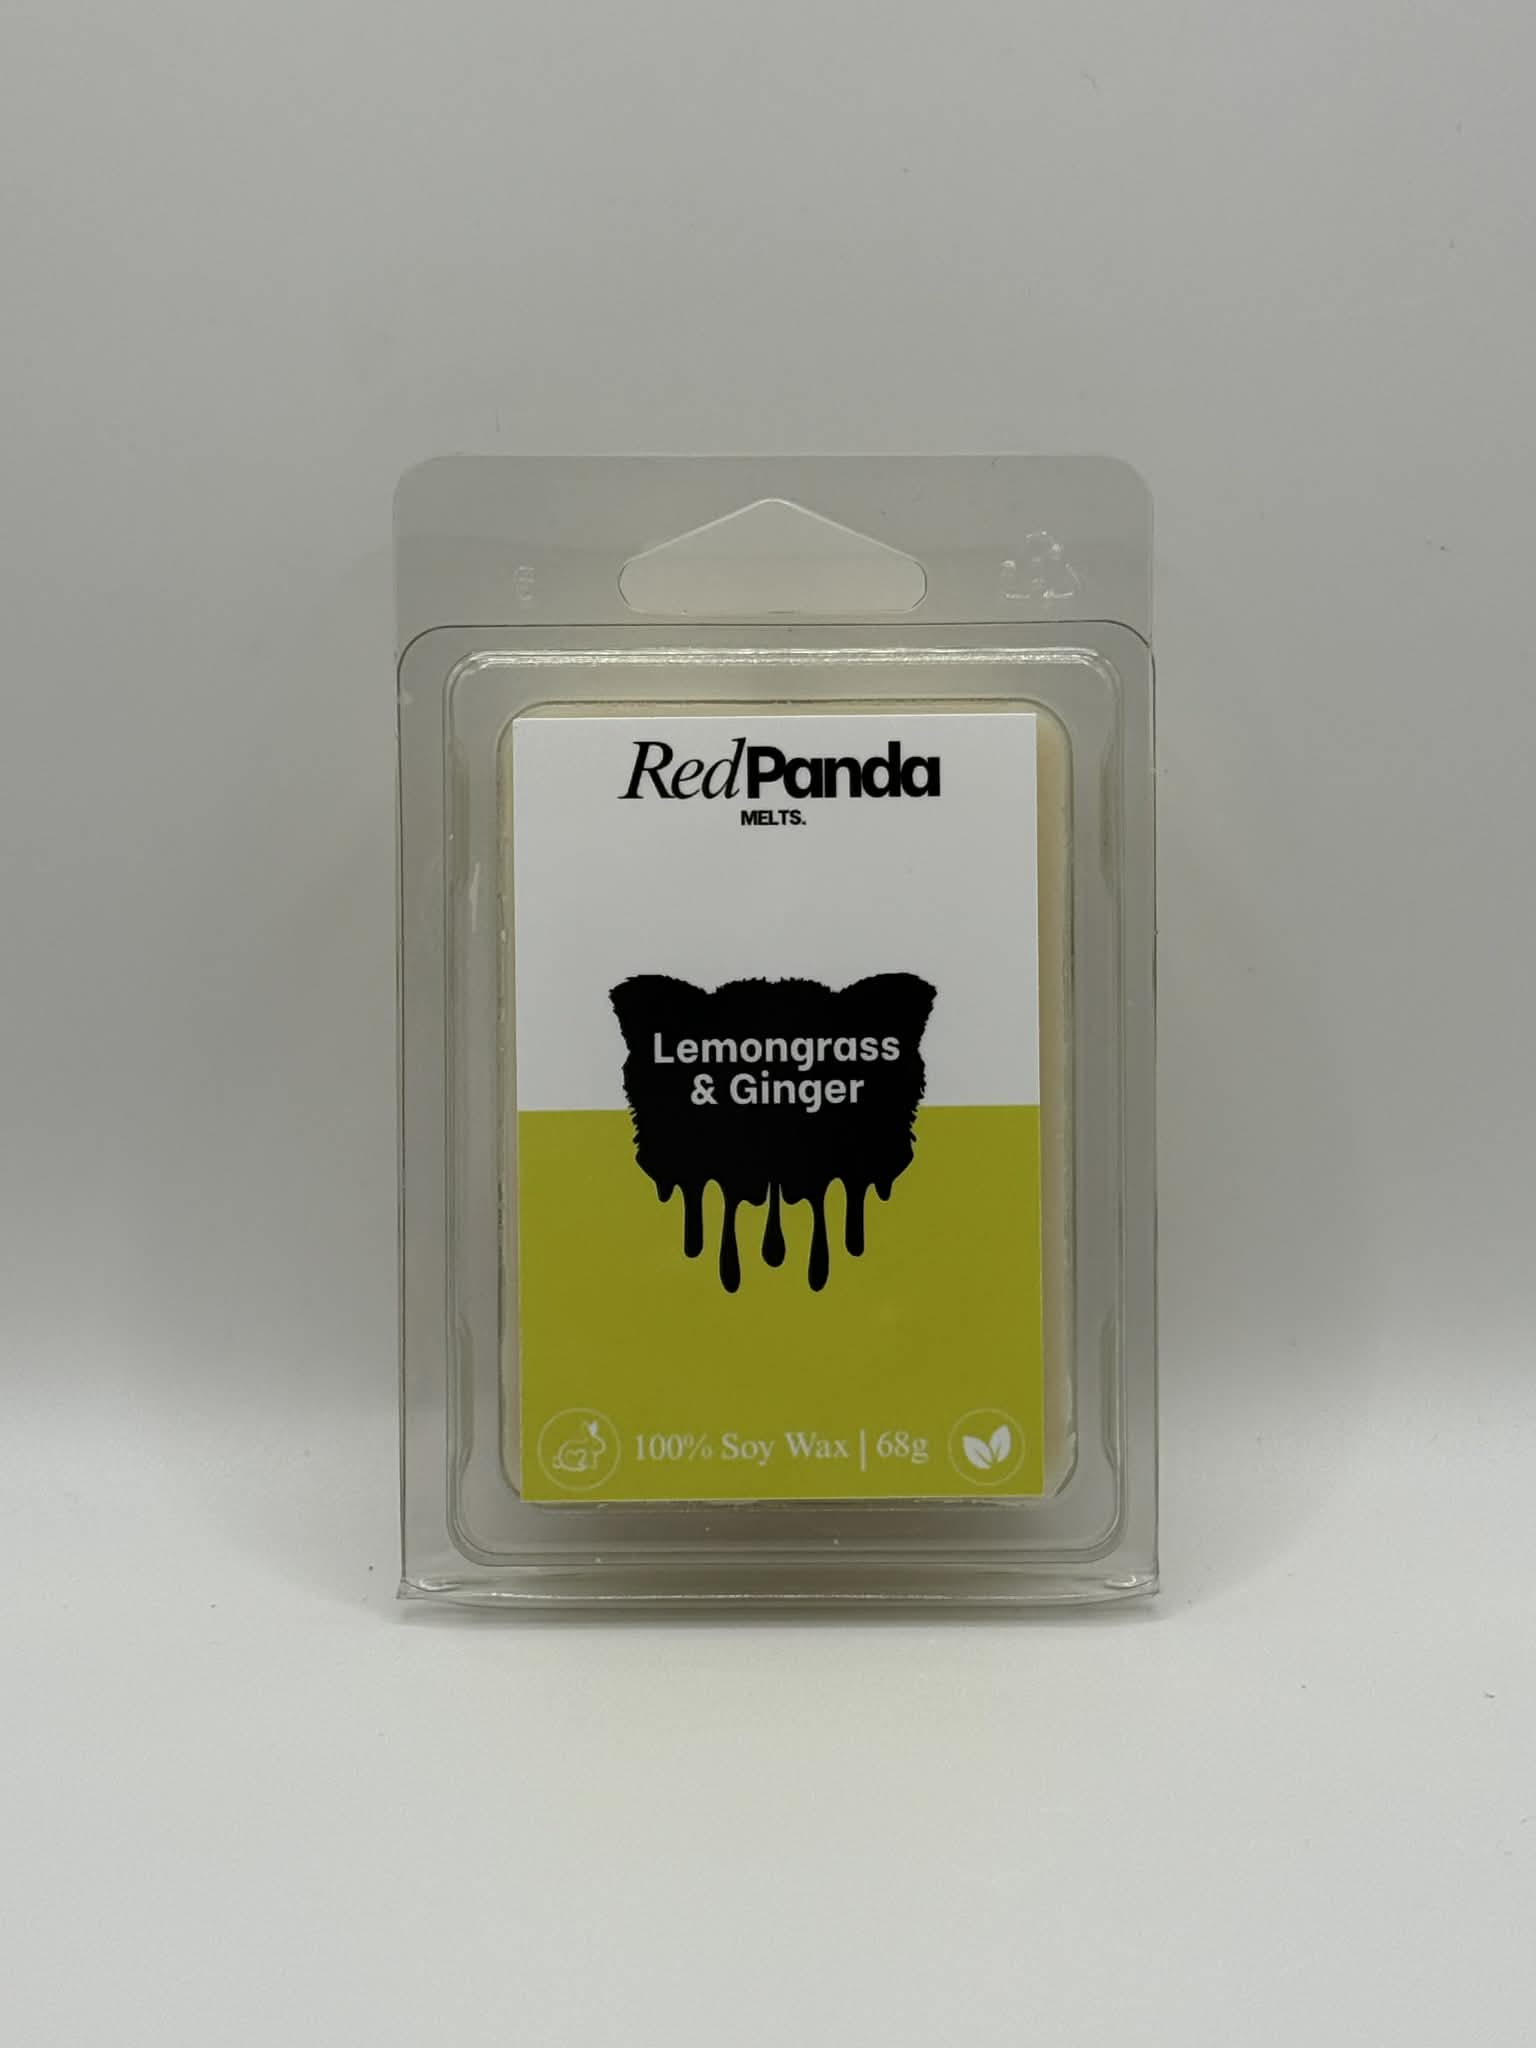 RedPanda
MELTS.
Lemongrass
& Ginger
100% Soy Wax | 68g